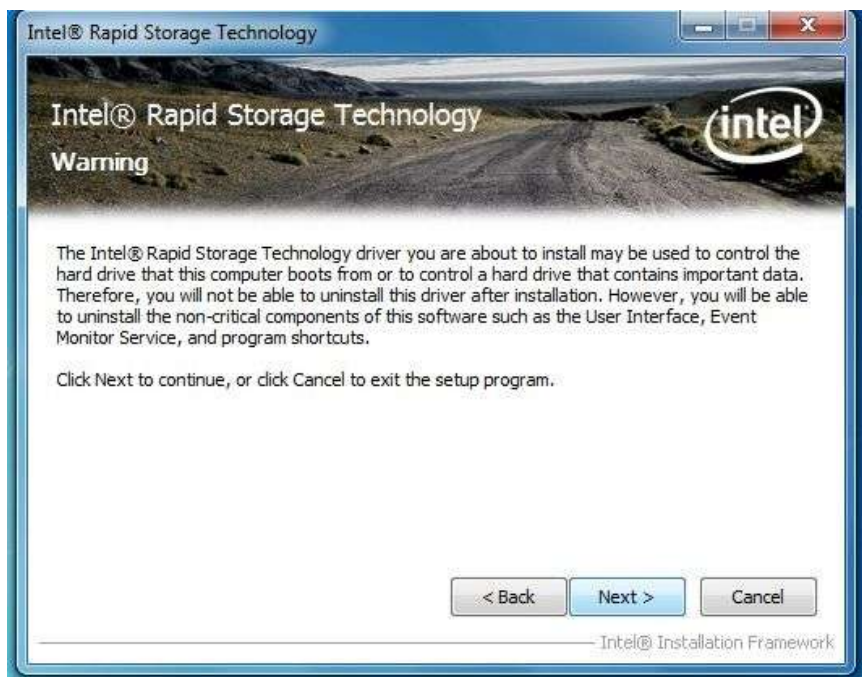 Intel® Rapid Storage Technology
Intel® Rapid Storage Technology
intel
Warning
The Intel® Rapid Storage Technology driver you are about to install may be used to control the
hard drive that this computer boots from or to control a hard drive that contains important data.
Therefore, you will not be able to uninstall this driver after installation. However, you will be able
to uninstall the non-critical components of this software such as the User Interface, Event
Monitor Service, and program shortcuts.
Click Next to continue, or click Cancel to exit the setup program.
< Back Next > Cancel
Intel® Installation Framework